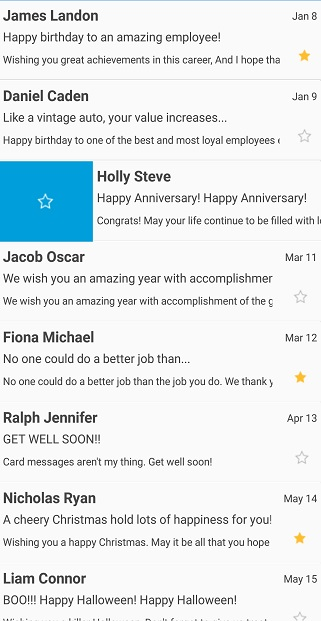 James Landon
Jan 8
Happy birthday to an amazing employee!
Wishing you great achievements in this career, And I hope tha
Daniel Caden
Jan 9
Like a vintage auto, your value increases...
Happy birthday to one of the best and most loyal employees
Holly Steve
Happy Anniversary! Happy Anniversary!
Congrats! May your life continue to be filled with
Jacob Oscar
Mar 11
We wish you an amazing year with accomplishmer
We wish you an amazing year with accomplishment of the g
Fiona Michael
Mar 12
No one could do a better job than...
No one could do a better job than the job you do. We thank y
Ralph Jennifer
Apr 13
GET WELL SOON!!
Card messages aren't my thing. Get well soon!
Nicholas Ryan
May 14
A cheery Christmas hold lots of happiness for you!
Wishing you a happy Christmas. May it be all that you hope
Liam Connor
May 15
BOO!!! Happy Halloween! Happy Halloween!